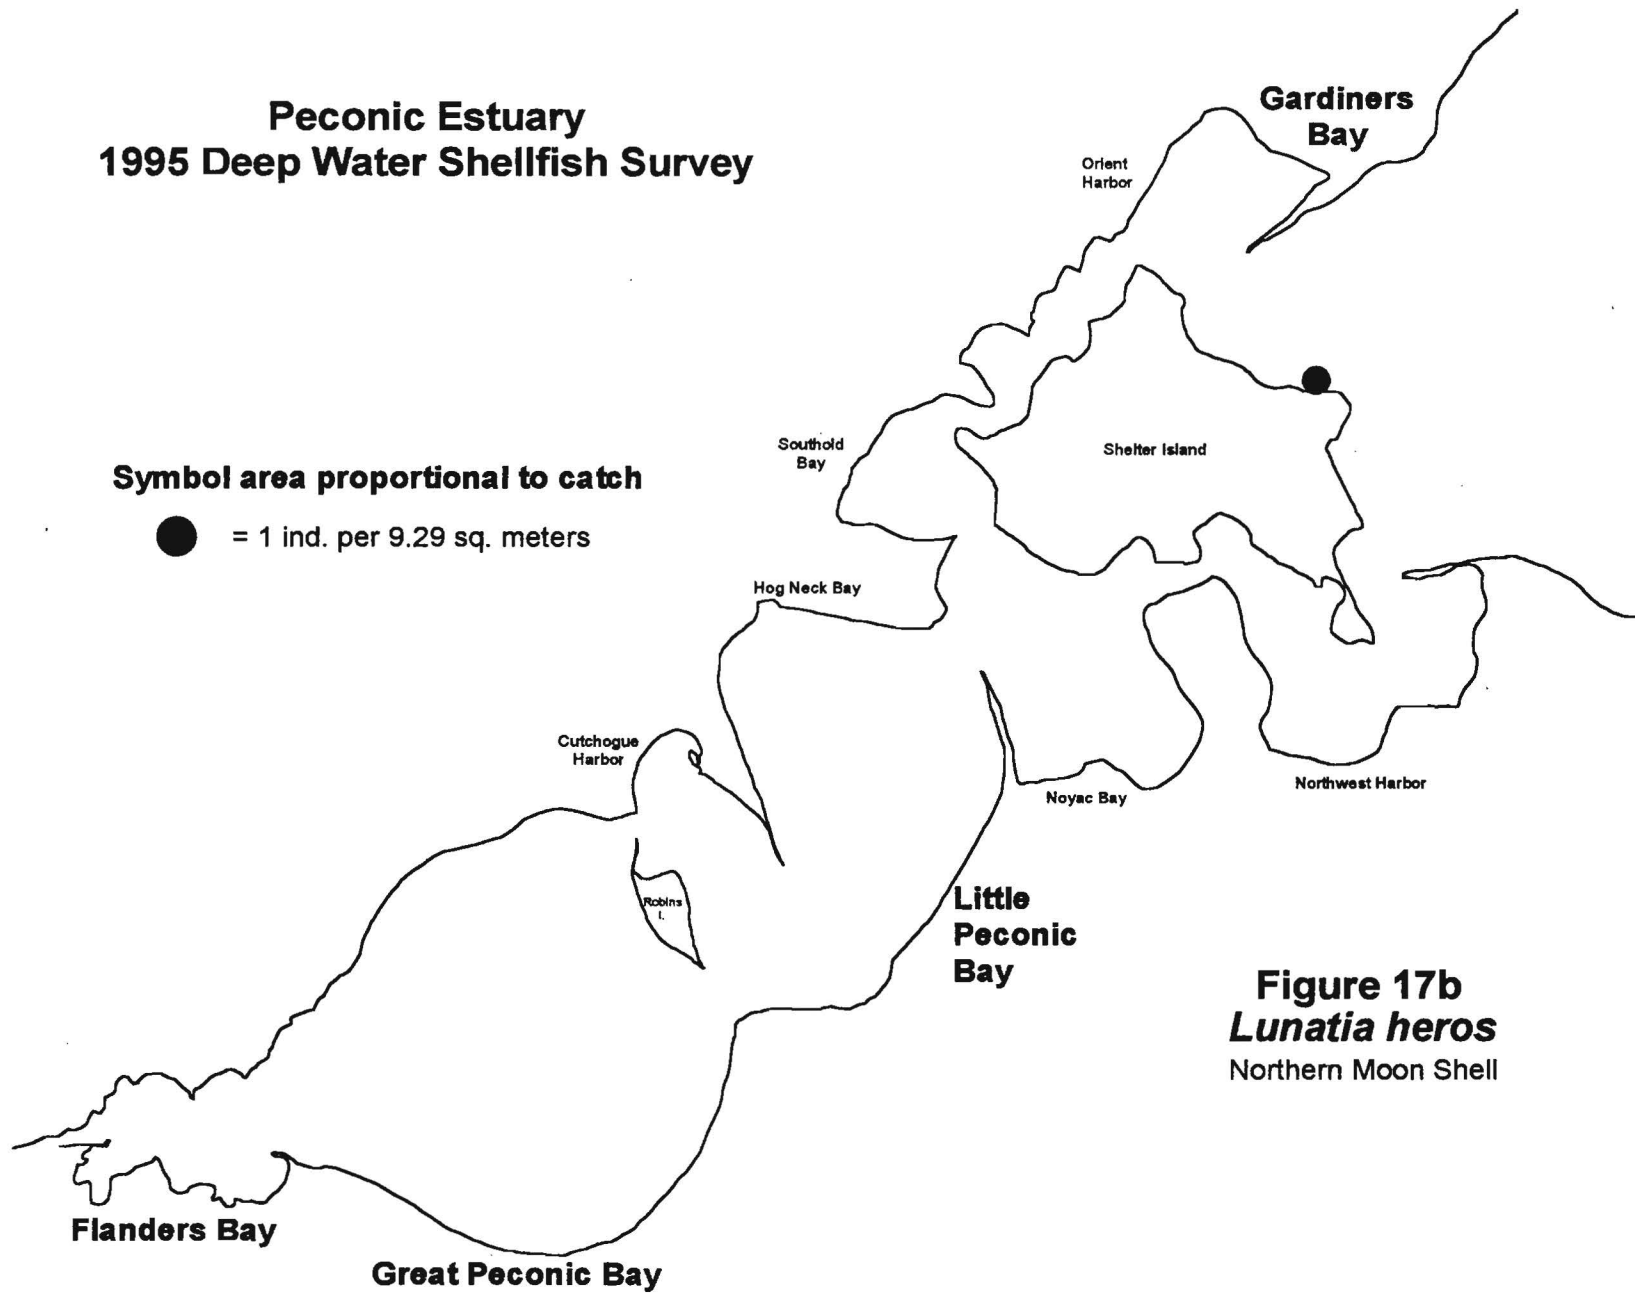 Peconic Estuary
1995 Deep Water Shellfish Survey
Gardiners
Bay
Orient
Harbor
Southold
Bay
Shelter Island
Symbol area proportional to catch
= 1 ind. per 9.29 sq. meters
Hog Neck Bay
Cutchogue
Harbor
Noyac Bay
Northwest Harbor
Robins
I.
Little
Peconic
Bay
Figure 17b
Lunatia heros
Northern Moon Shell
Flanders Bay
Great Peconic Bay